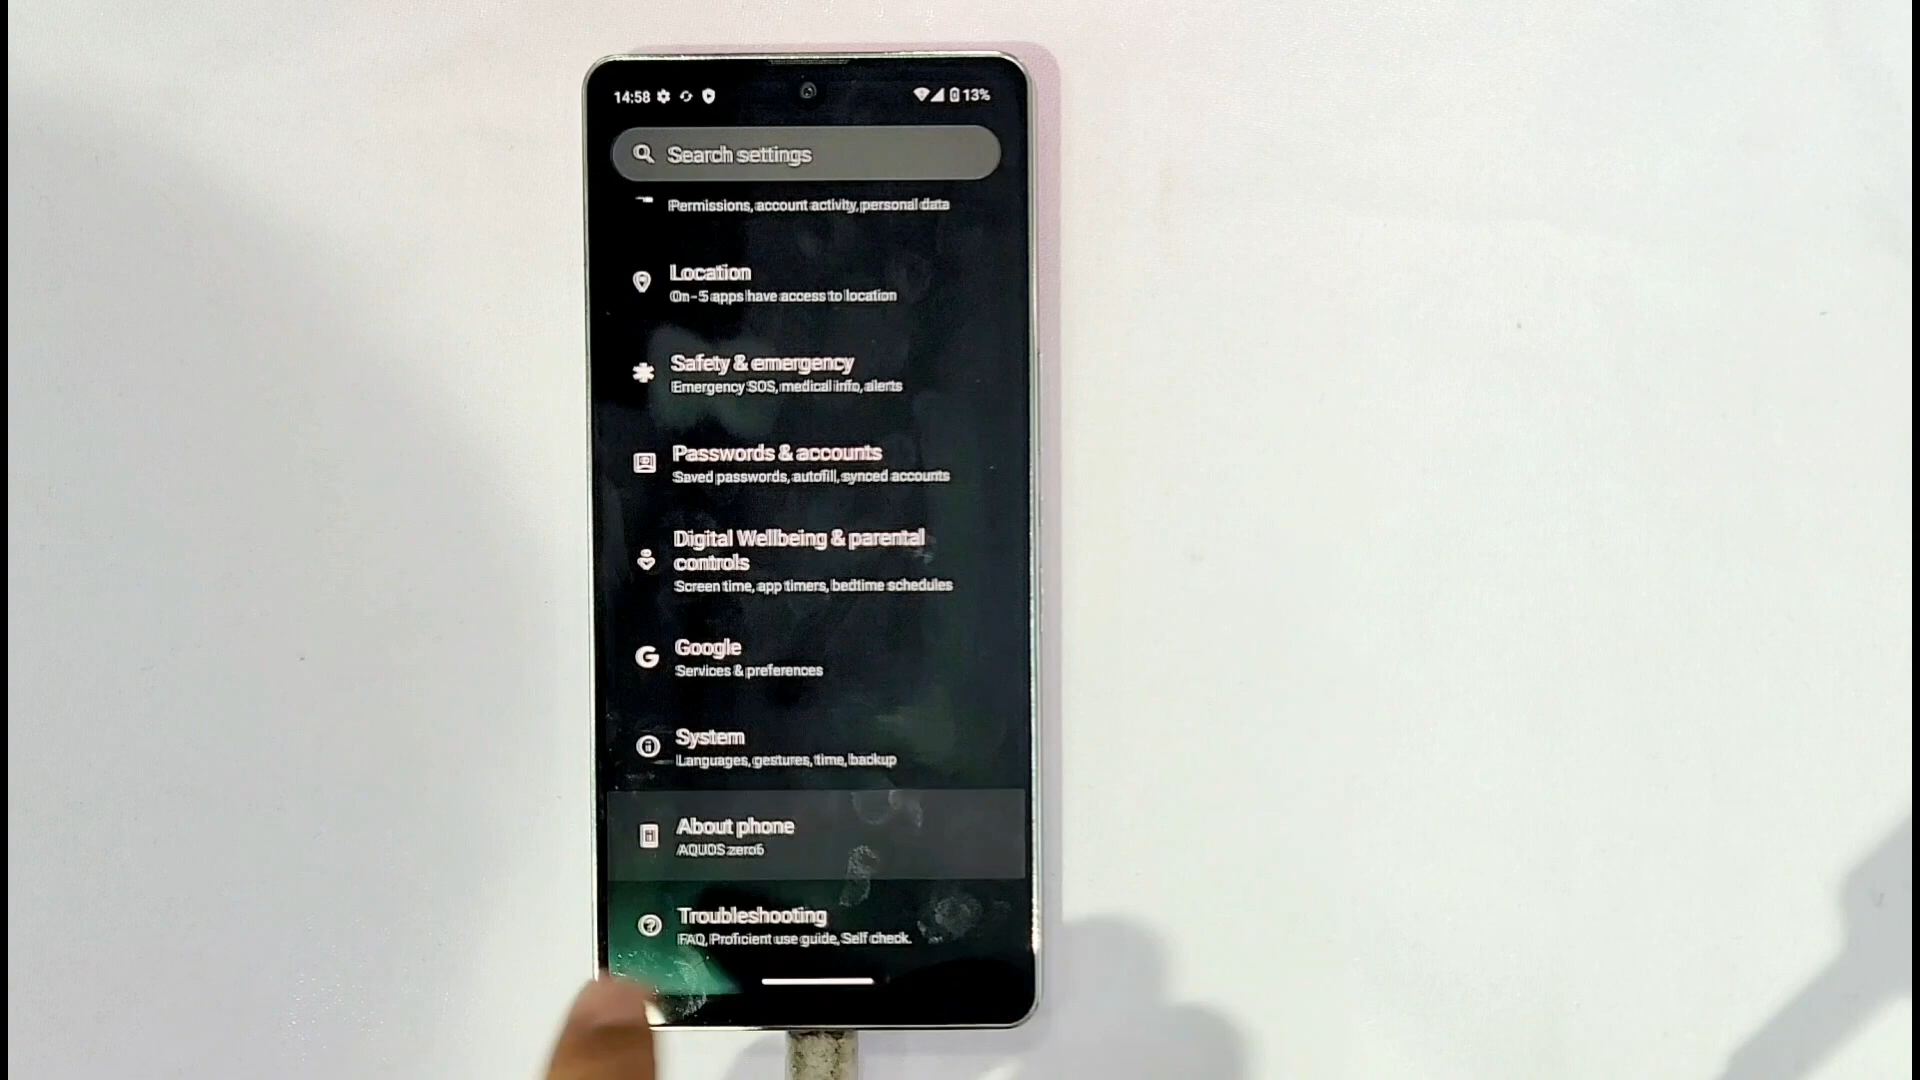 14:58
13%
Search settings
Permissions, account activity, personal data
Location
On - 5 apps have access to location
Safety & emergency
Emergency SOS, medical info, alerts
Passwords & accounts
Saved passwords, autofill, synced accounts
Digital Wellbeing & parental
controls
Screen time, app timers, bedtime schedules
Google
Services & preferences
System
Languages, gestures, time, backup
About phone
AQUOS zero6
Troubleshooting
FAQ, Proficient use guide, Self check.